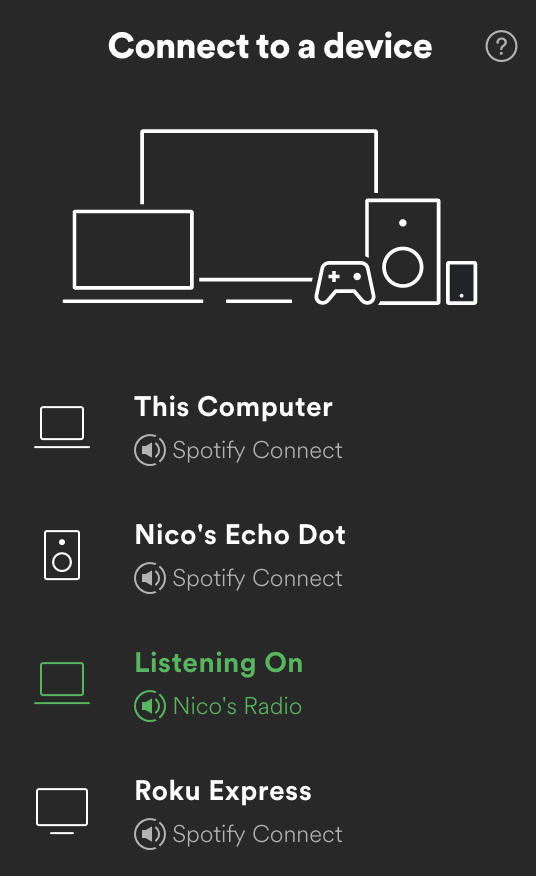 Connect to a device
?
This Computer
Spotify Connect
Nico's Echo Dot
Spotify Connect
Listening On
Nico's Radio
Roku Express
Spotify Connect